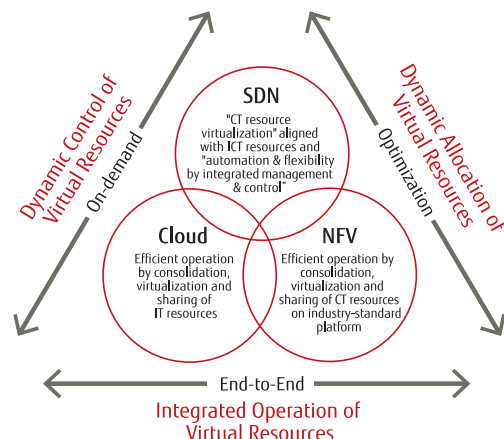 SDN
"CT resource
virtualization" aligned
with ICT resources and
"automation & flexibility
by integrated management
& control"
Cloud
Efficient operation
by consolidation,
virtualization and
sharing of
IT resources
NFV
Efficient operation by
consolidation,
virtualization and
sharing of CT resources
on industry-standard
platform
Dynamic Control of
Virtual Resources
On-demand
Dynamic Allocation of
Virtual Resources
Optimization
End-to-End
Integrated Operation of
Virtual Resources